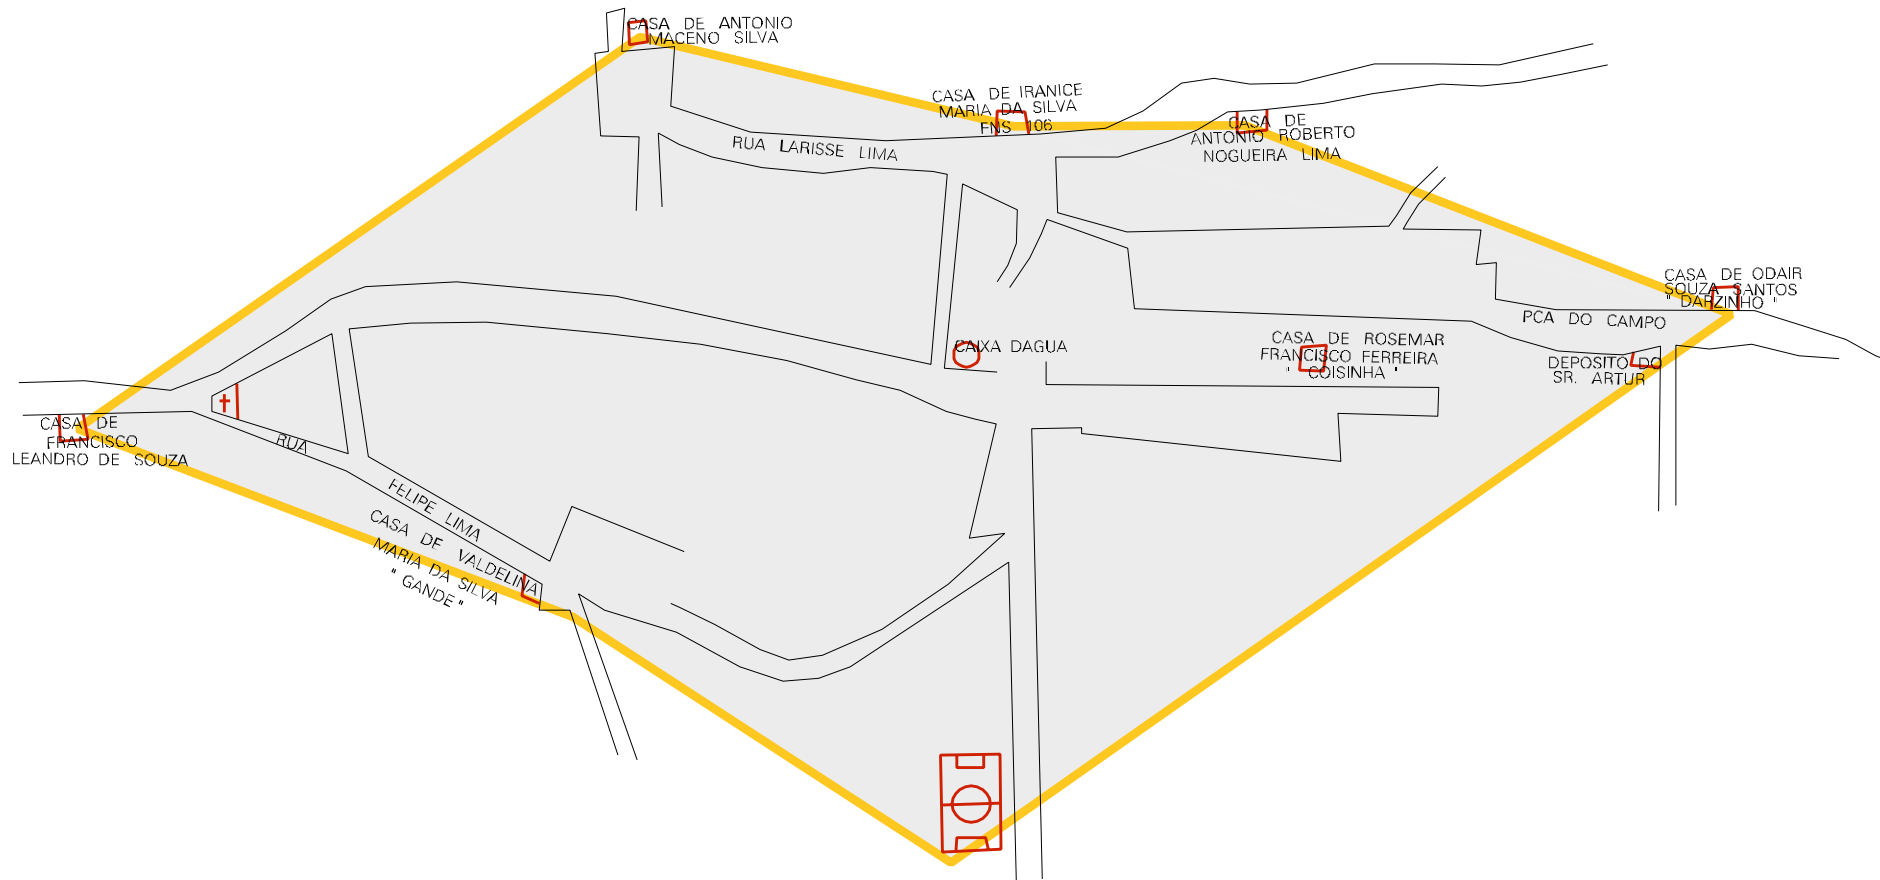 CASA DE ANTONIO
MACENO SILVA
CASA DE IRANICE
MARIA DA SILVA
FNS 106
CASA DE
ANTONIO ROBERTO
NOGUEIRA LIMA
RUA LARISSE LIMA
CASA DE ODAIR
SOUZA SANTOS
" DARZINHO "
PCA DO CAMPO
CAIXA DAGUA
CASA DE ROSEMAR
FRANCISCO FERREIRA
" COISINHA "
DEPOSITO DO
SR. ARTUR
CASA DE
FRANCISCO
LEANDRO DE SOUZA
RUA
FELIPE LIMA
CASA DE VALDELINA
MARIA DA SILVA
" GANDE "